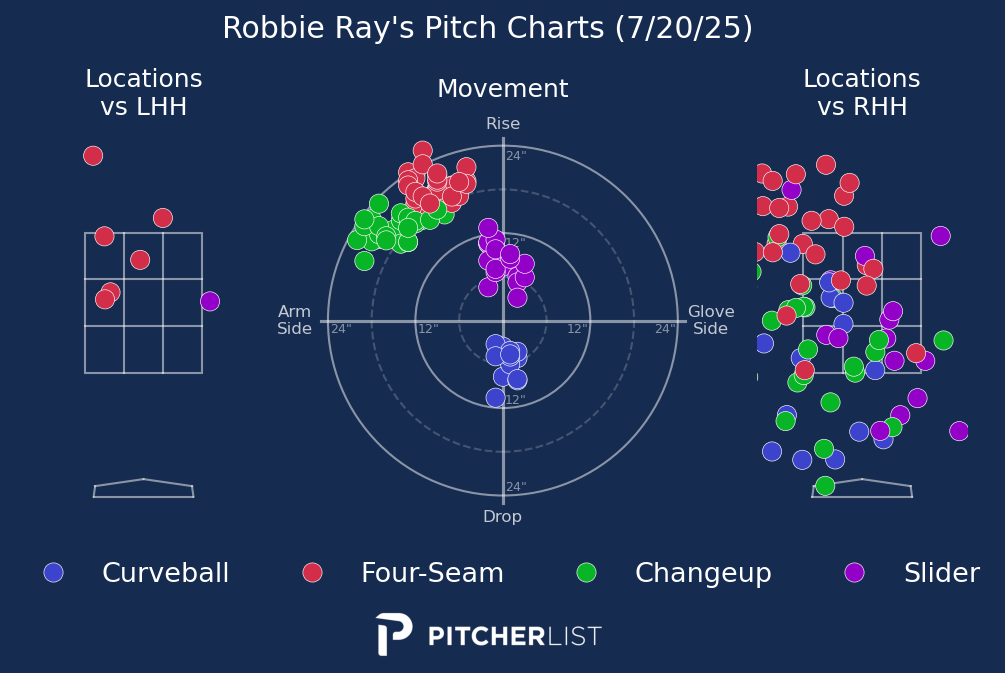 Robbie Ray's Pitch Charts (7/20/25)
Locations
vs LHH
Movement
Locations
vs RHH
Rise
24"
12"
Arm
Side
24"
12"
12"
24"
Glove
Side
12"
24"
Drop
Curveball
Four-Seam
Changeup
Slider
PITCHERLIST